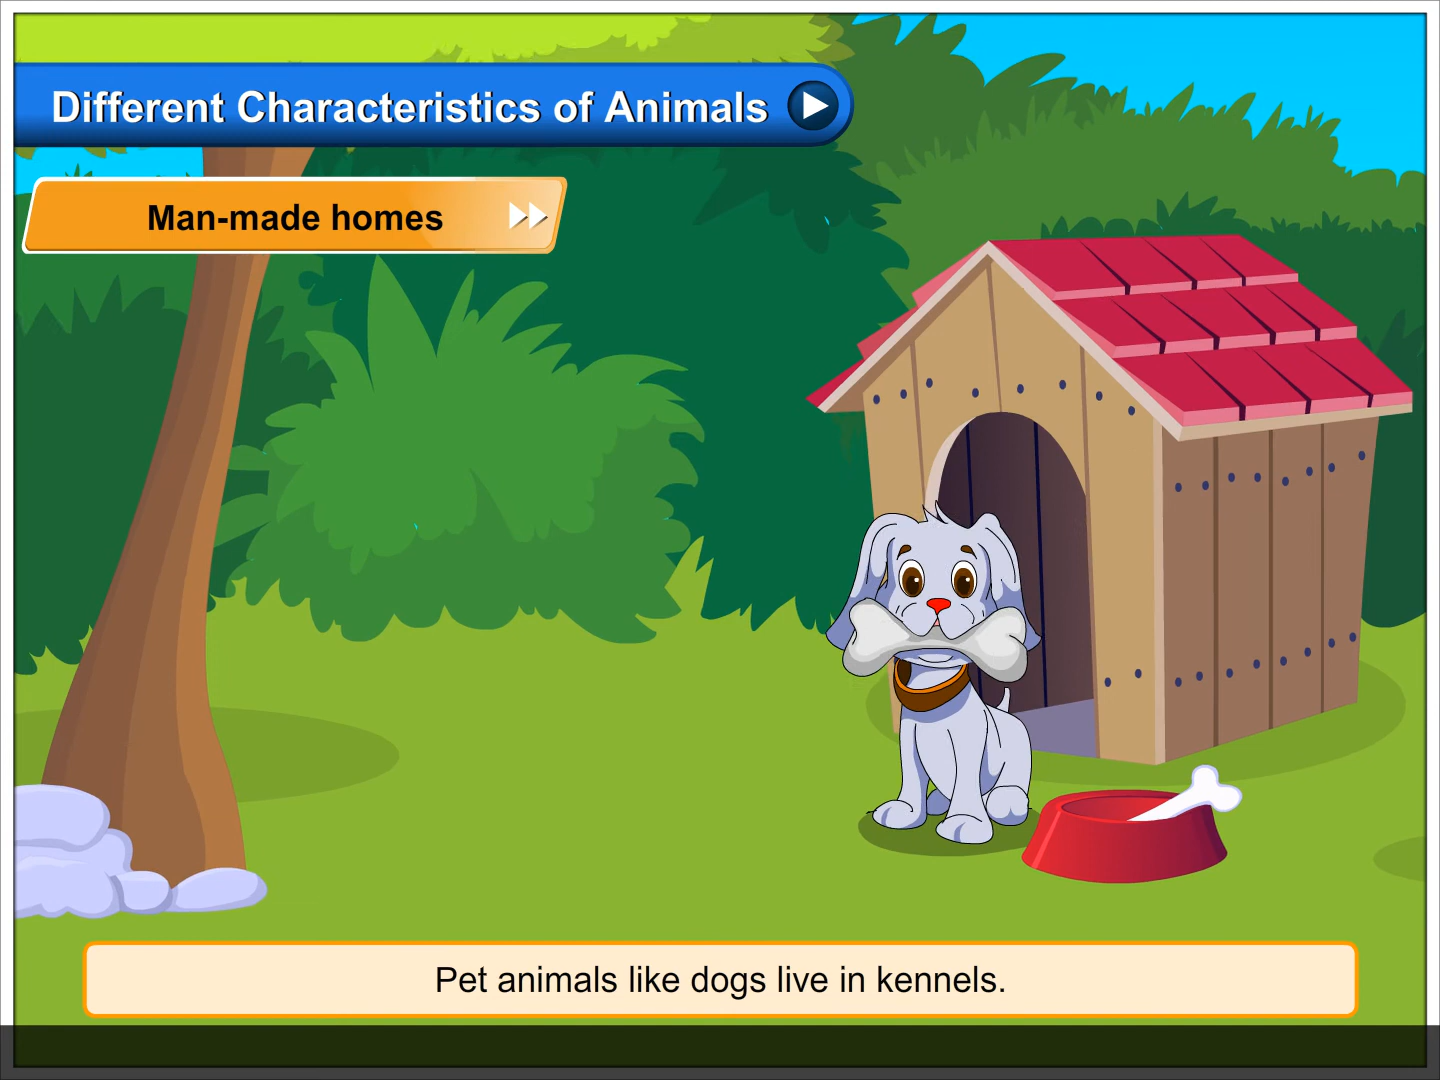 Different Characteristics of Animals
Man-made homes
Pet animals like dogs live in kennels.